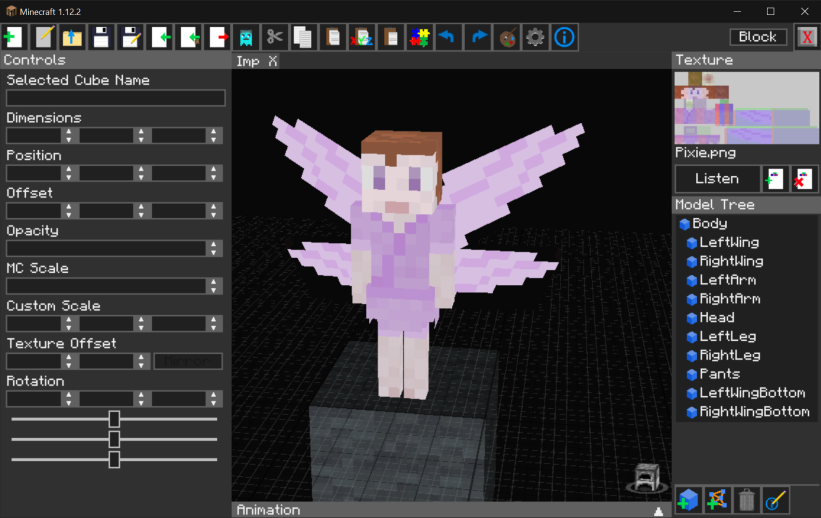 Minecraft 1.12.2
Block
X
Controls
Selected Cube Name
Dimensions
Position
Offset
Opacity
MC Scale
Custom Scale
Texture Offset
Rotation
Imp X
Animation
Texture
Pixie.png
Listen
Model Tree
Body
LeftWing
RightWing
LeftArm
RightArm
Head
LeftLeg
RightLeg
Pants
LeftWingBottom
RightWingBottom